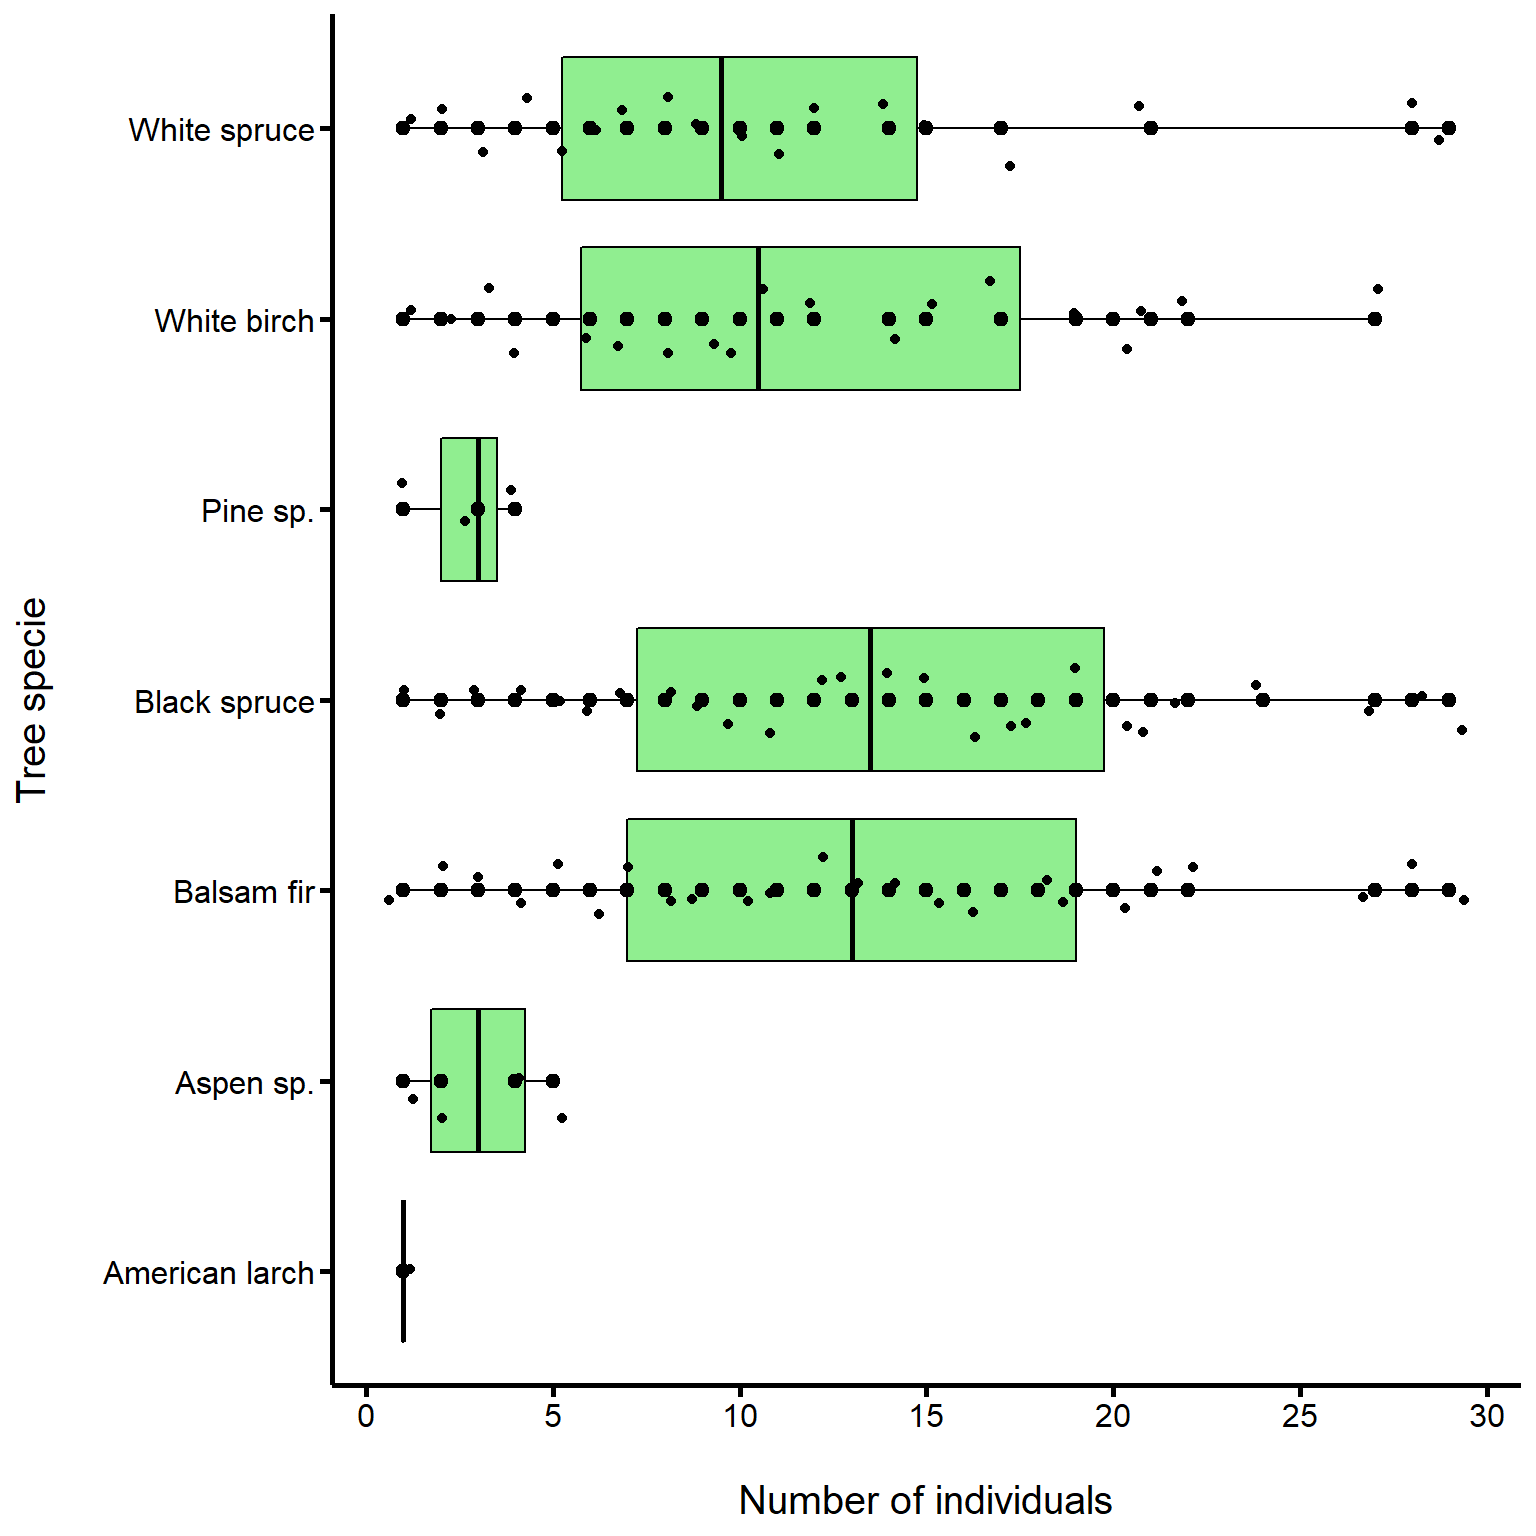 White spruce
White birch
Pine sp.
Black spruce
Balsam fir
Aspen sp.
American larch
Tree specie
0 5 10 15 20 25 30
Number of individuals